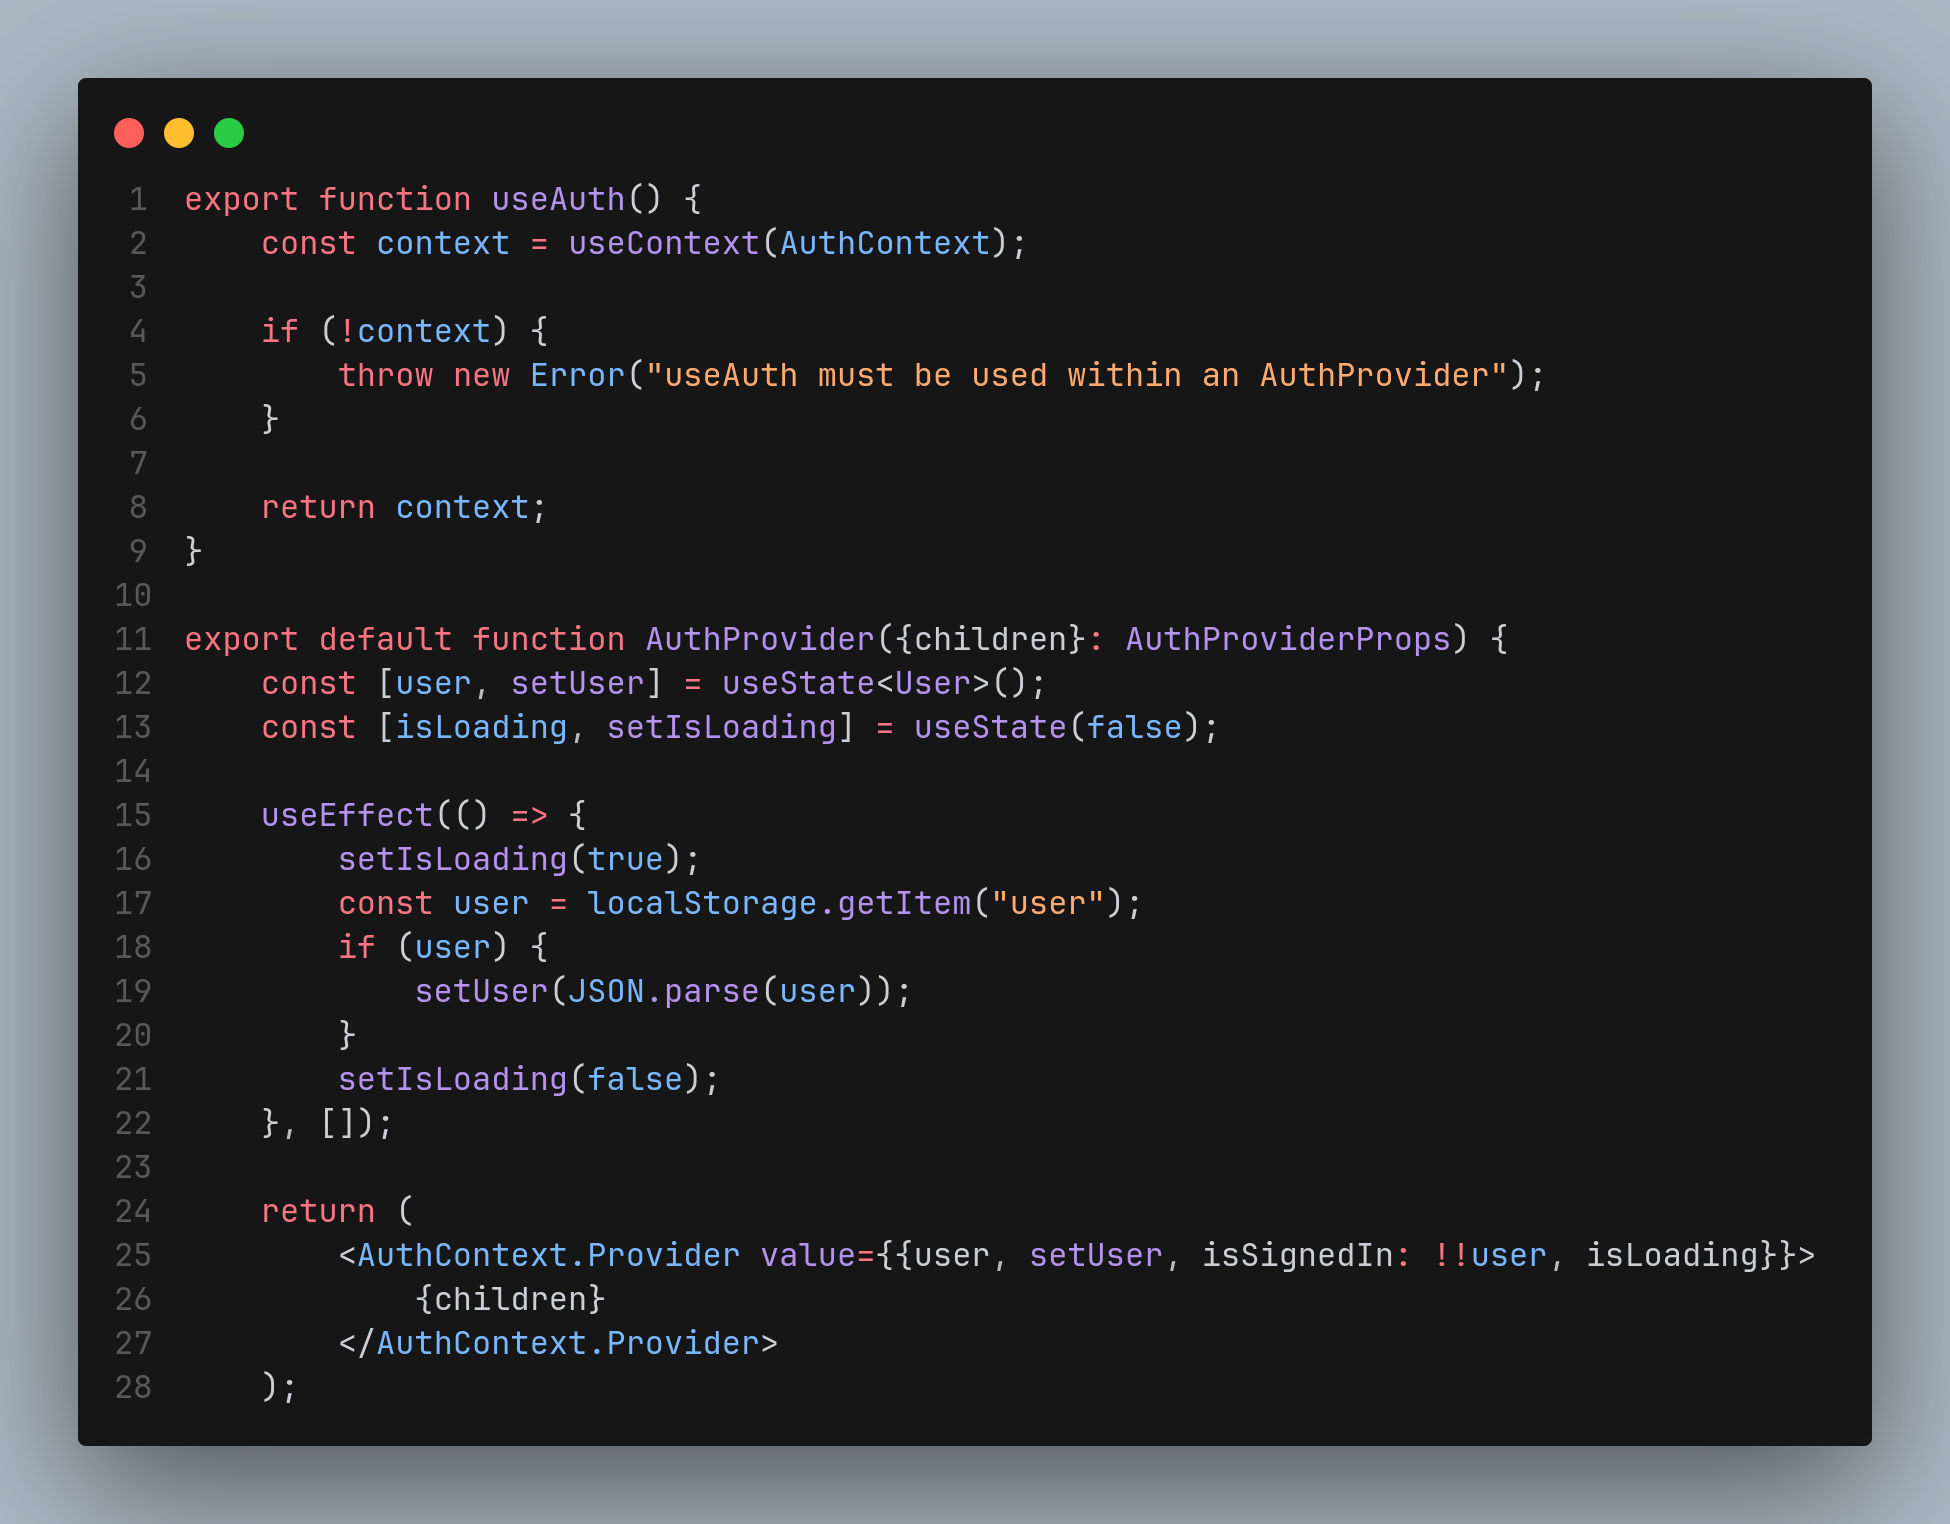 1 export function useAuth() {
2     const context = useContext(AuthContext);
3
4     if (!context) {
5         throw new Error("useAuth must be used within an AuthProvider");
6     }
7
8     return context;
9 }
10
11 export default function AuthProvider({children}: AuthProviderProps) {
12     const [user, setUser] = useState<User>();
13     const [isLoading, setIsLoading] = useState(false);
14
15     useEffect(() => {
16         setIsLoading(true);
17         const user = localStorage.getItem("user");
18         if (user) {
19             setUser(JSON.parse(user));
20         }
21         setIsLoading(false);
22     }, []);
23
24     return (
25         <AuthContext.Provider value={{user, setUser, isSignedIn: !!user, isLoading}}>
26             {children}
27         </AuthContext.Provider>
28     );